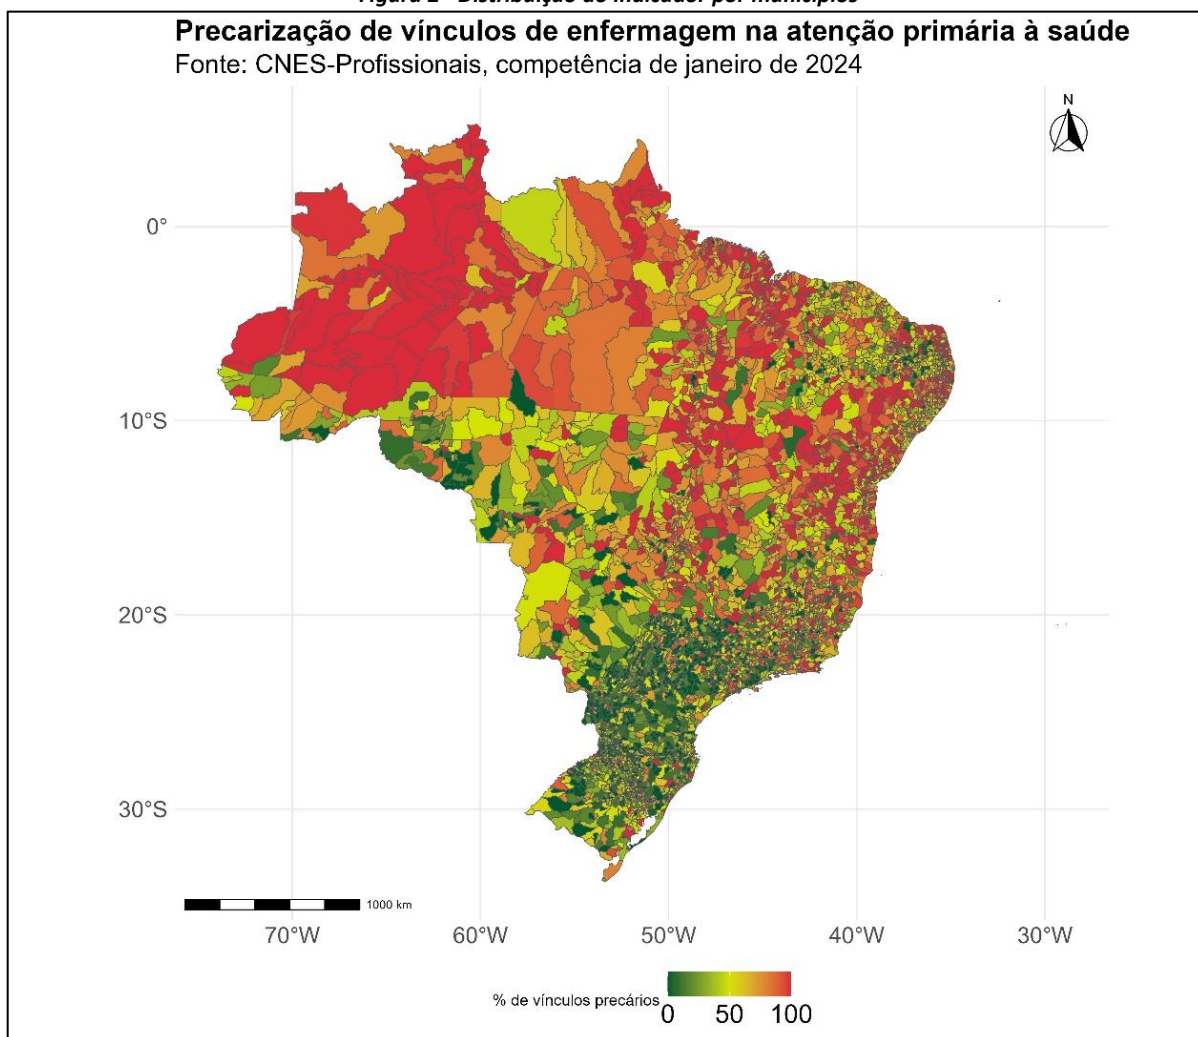 Figura 2 - Distribuição do indicador por municípios
Precarização de vínculos de enfermagem na atenção primária à saúde
Fonte: CNES-Profissionais, competência de janeiro de 2024
N
0°
10°S
20°S
30°S
1000 km
70°W 60°W 50°W 40°W 30°W
% de vínculos precários
0 50 100